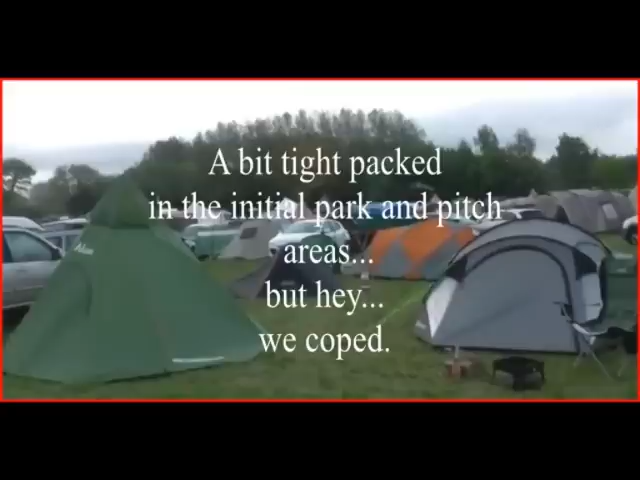 A bit tight packed
in the initial park and pitch
areas...
but hey...
we coped.